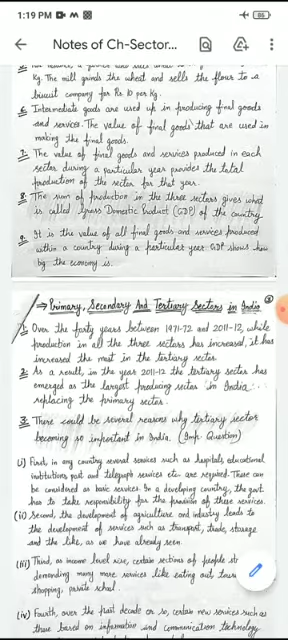 1:19 PM
86
Notes of Ch-Sector...
Kg. The mill grinds the wheat and sells the flour to a
biscuit company for Rs. 10 per kg.
6. Intermediate goods are used up in producing final goods
and services. The value of final goods that are used in
making the final goods.
7. The value of final goods and services produced in each
sector during a particular year provides the total
production of the sector for that year.
8. The sum of production in the three sectors gives what
is called Gross Domestic Product (GDP) of the country.
9. It is the value of all final goods and services produced
within a country during a particular year. GDP shows how
big the economy is.
⇒ Primary, Secondary And Tertiary Sectors in India
1. Over the forty years between 1971-72 and 2011-12, while
production in all the three sectors has increased, it has
increased the most in the tertiary sector.
2. As a result, in the year 2011-12 the tertiary sector has
emerged as the largest producing sector in India
replacing the primary sector.
3. There could be several reasons why tertiary sector
becoming so important in India. (Imp. Question)
(i) First, in any country several services such as hospitals, educational
institutions, post and telegraph services etc. are required. These can
be considered as basic services. In a developing country, the govt.
has to take responsibility for the provision of these services.
(ii) Second, the development of agriculture and industry leads to
the development of services such as transport, trade, storage
and the like, as we have already seen.
(iii) Third, as income level rise, certain sections of people st
demanding many more services like eating out, tours
shopping, private school
(iv) Fourth, over the past decade or so, certain new services such as
those based on information and communication technology